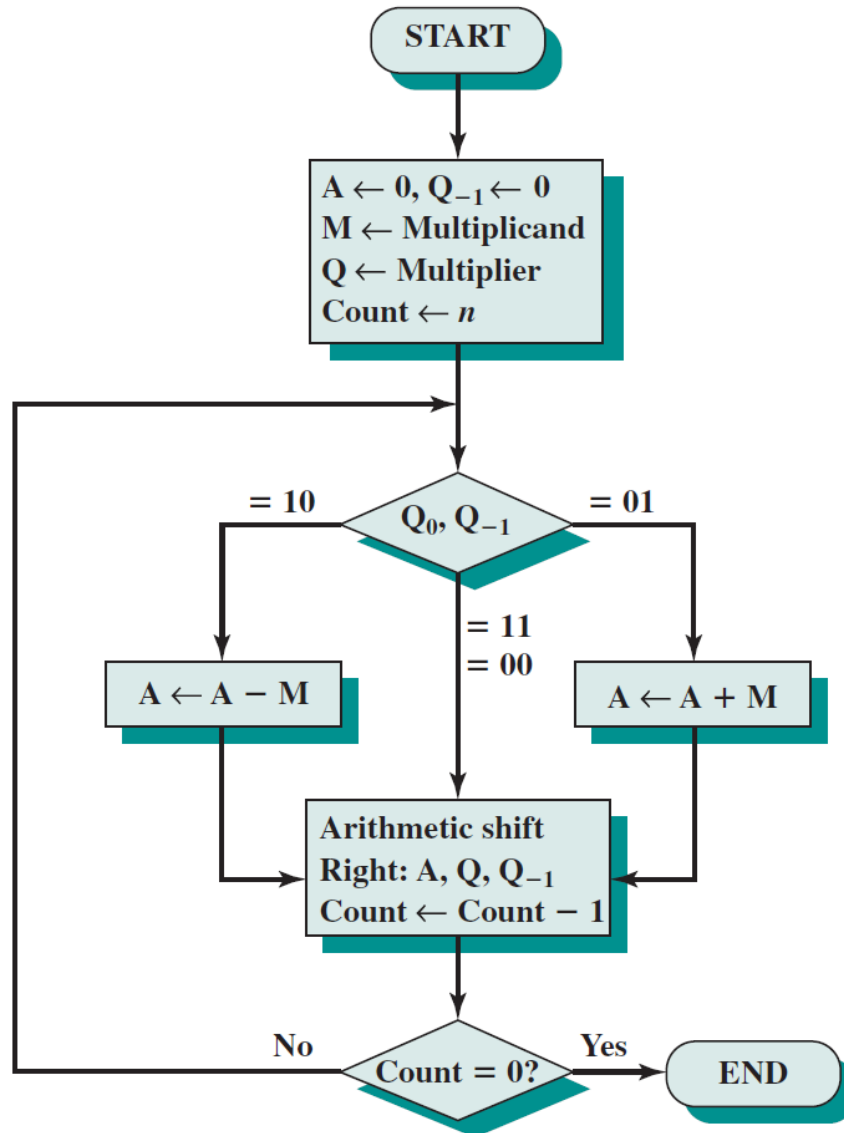 START
A ← 0, Q₋₁ ← 0
M ← Multiplicand
Q ← Multiplier
Count ← n
= 10
Q₀, Q₋₁
= 01
= 11
= 00
A ← A − M
A ← A + M
Arithmetic shift
Right: A, Q, Q₋₁
Count ← Count − 1
No
Count = 0?
Yes
END